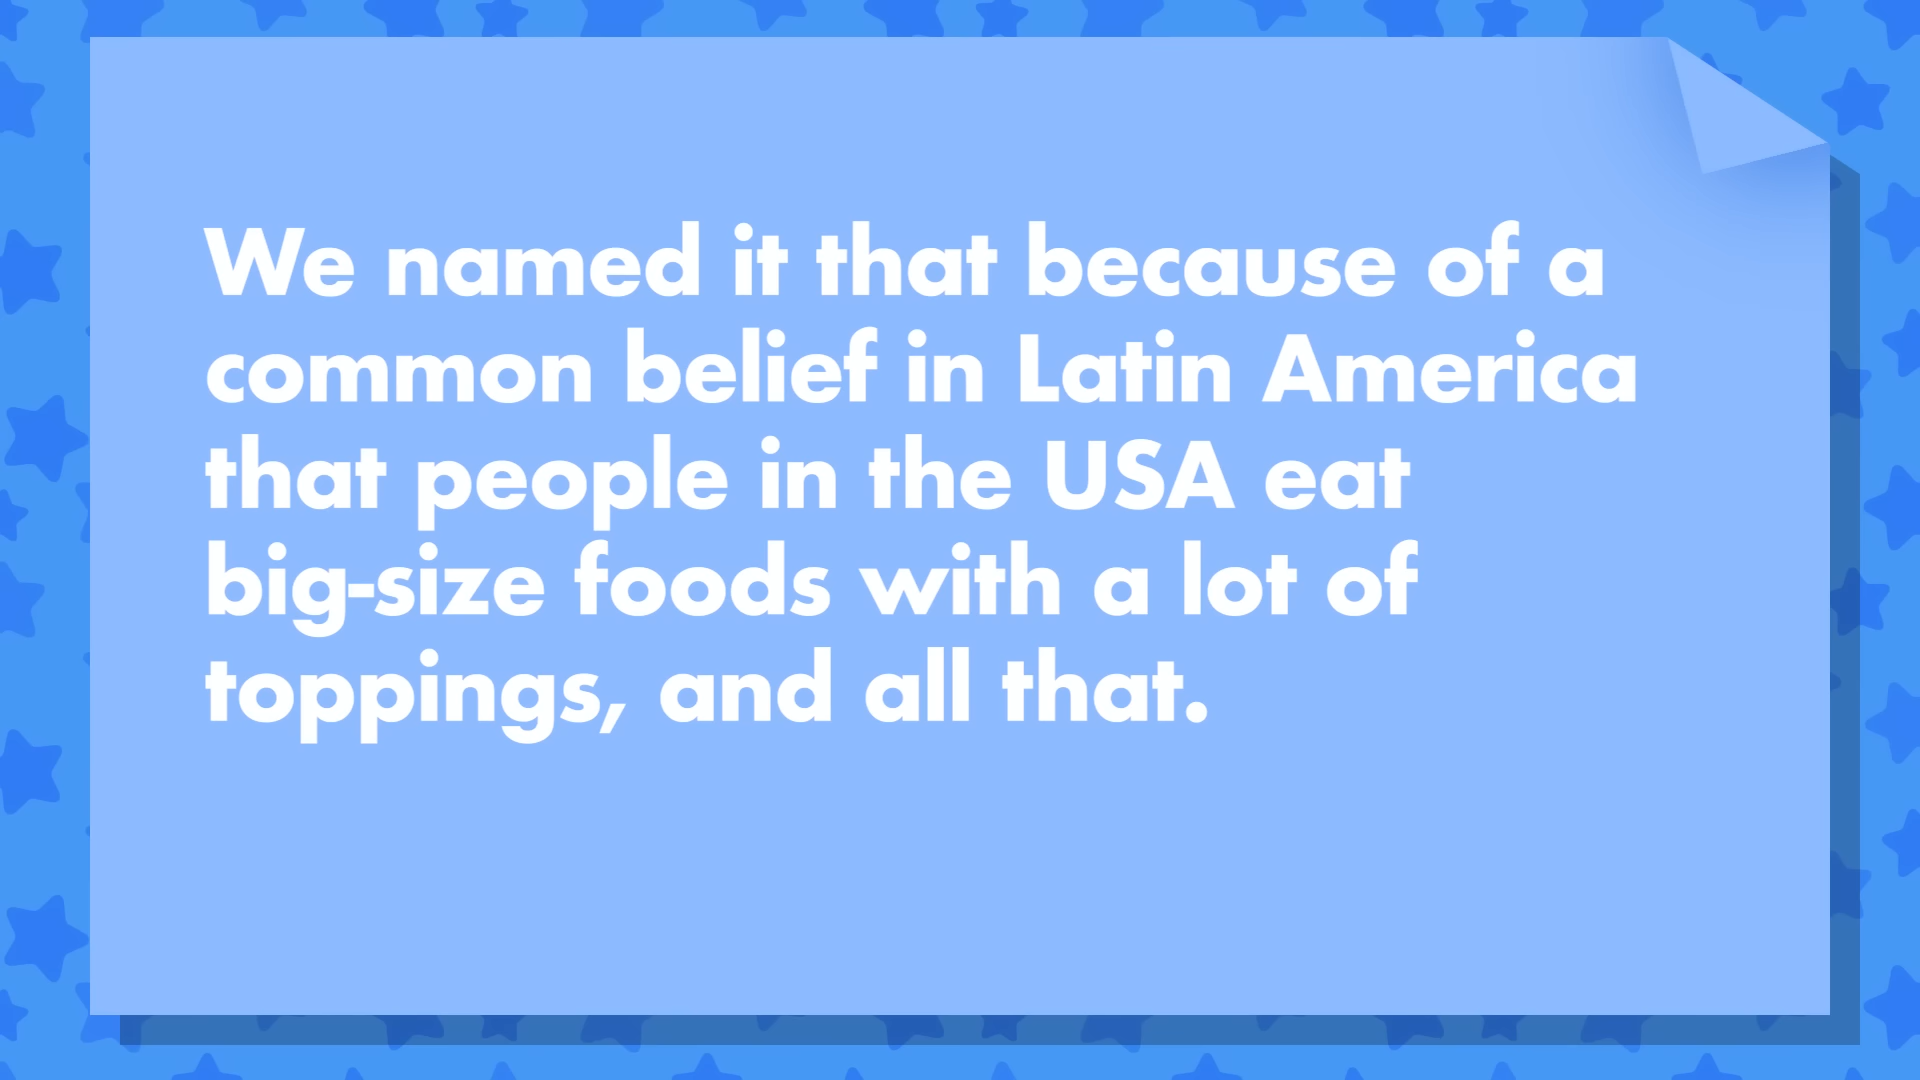 We named it that because of a
common belief in Latin America
that people in the USA eat
big-size foods with a lot of
toppings, and all that.